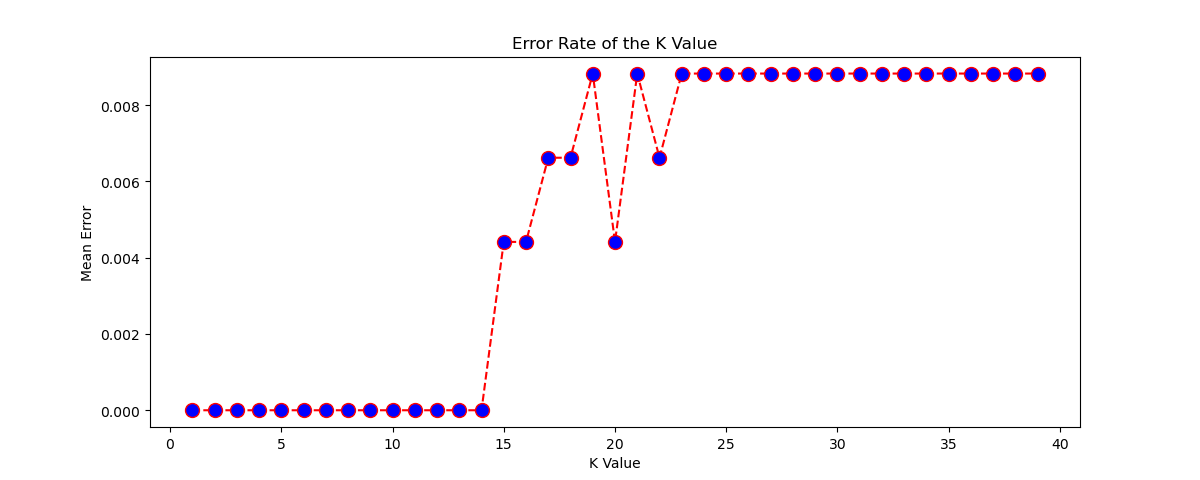 Error Rate of the K Value
0.008
0.006
0.004
0.002
0.000
Mean Error
0 5 10 15 20 25 30 35 40
K Value